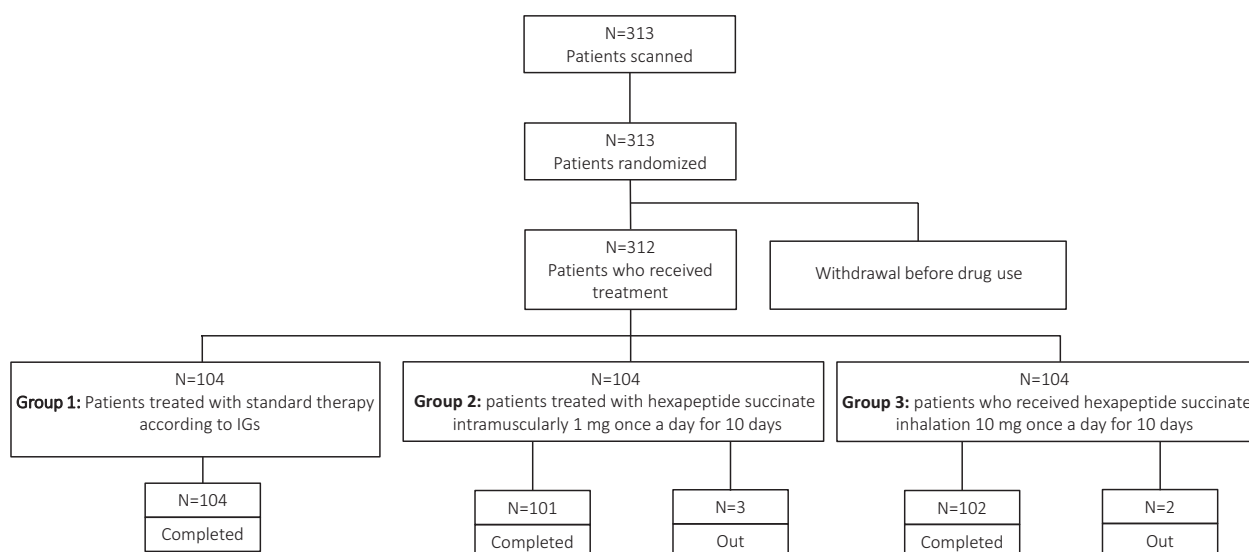 N=313
Patients scanned
N=313
Patients randomized
N=312
Patients who received
treatment
Withdrawal before drug use
N=104
Group 1: Patients treated with standard therapy
according to IGs
N=104
Group 2: patients treated with hexapeptide succinate
intramuscularly 1 mg once a day for 10 days
N=104
Group 3: patients who received hexapeptide succinate
inhalation 10 mg once a day for 10 days
N=104
Completed
N=101
Completed
N=3
Out
N=102
Completed
N=2
Out